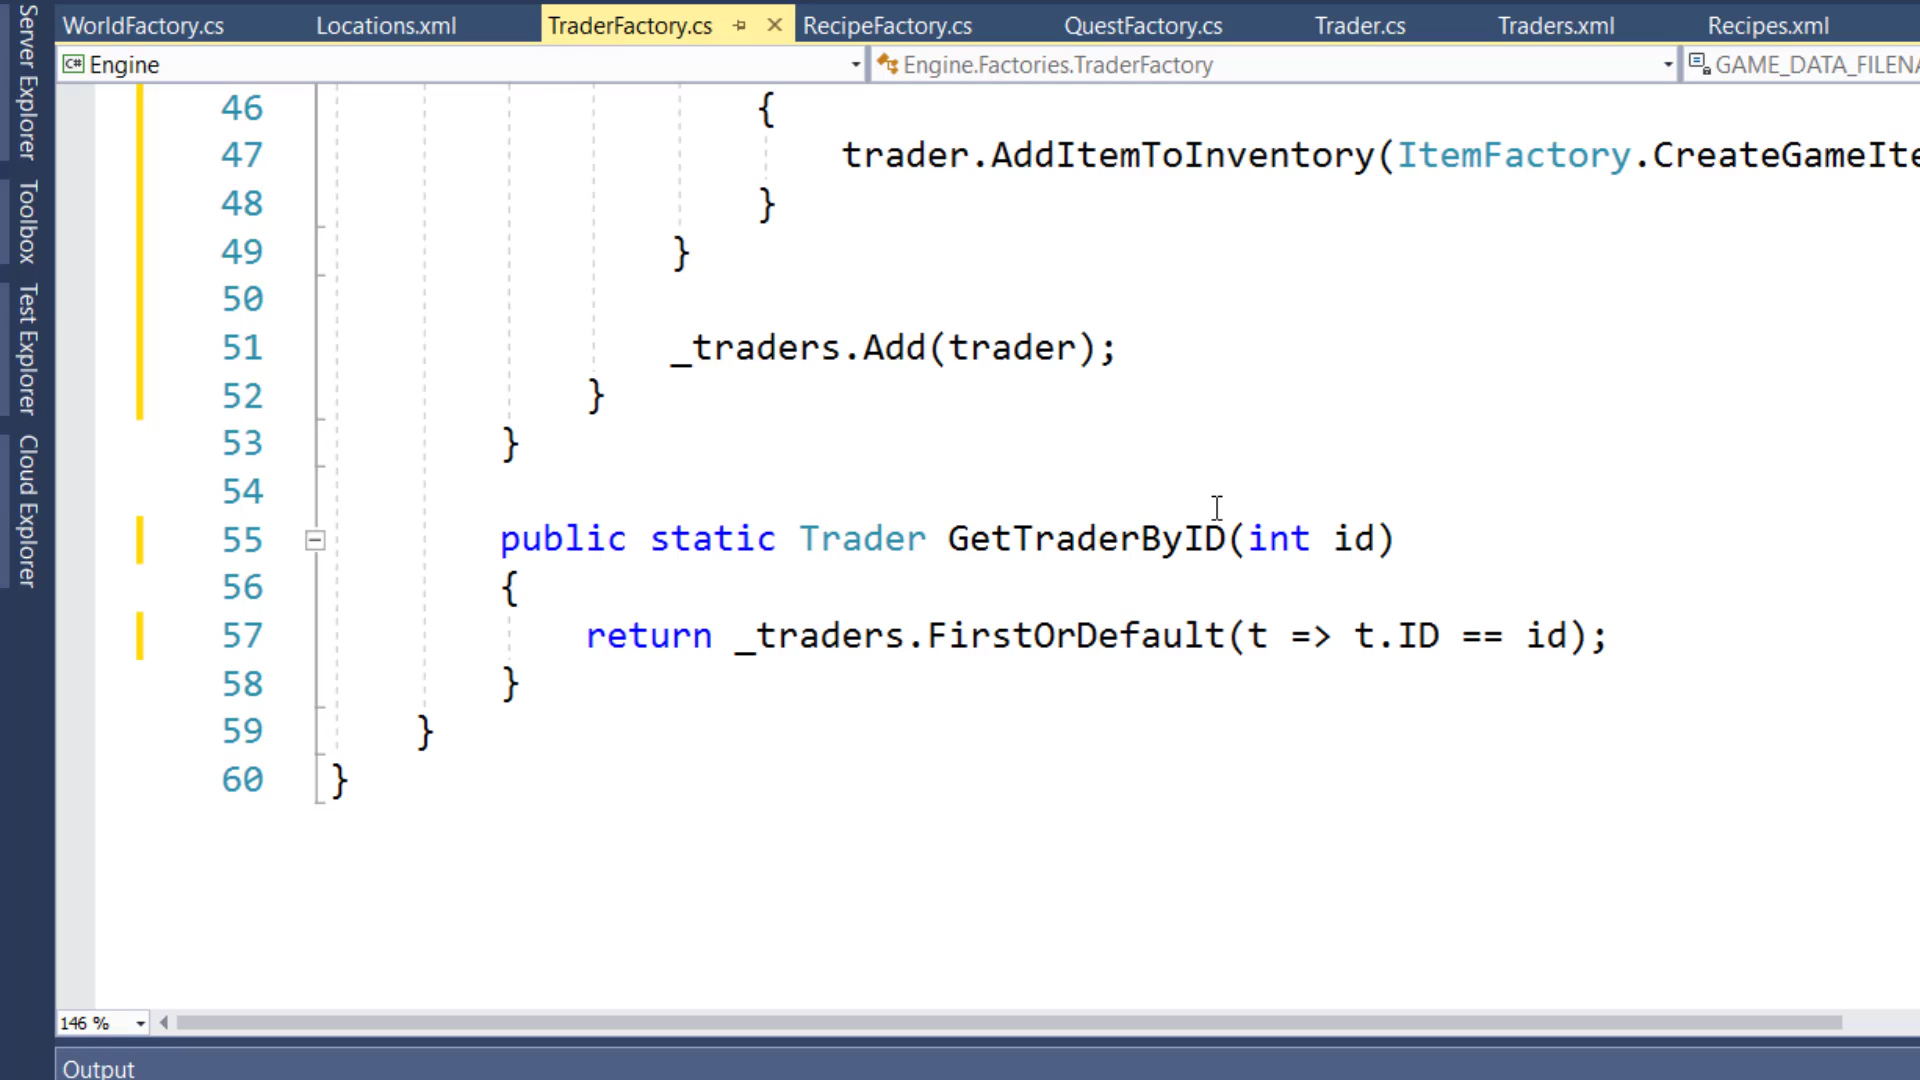 WorldFactory.cs Locations.xml TraderFactory.cs RecipeFactory.cs QuestFactory.cs Trader.cs Traders.xml Recipes.xml
C# Engine Engine.Factories.TraderFactory GAME_DATA_FILENA
Server Explorer
Toolbox
Test Explorer
Cloud Explorer
46 {
47 trader.AddItemToInventory(ItemFactory.CreateGameIte
48 }
49 }
50
51 _traders.Add(trader);
52 }
53 }
54
55 public static Trader GetTraderByID(int id)
56 {
57 return _traders.FirstOrDefault(t => t.ID == id);
58 }
59 }
60 }
146 %
Output